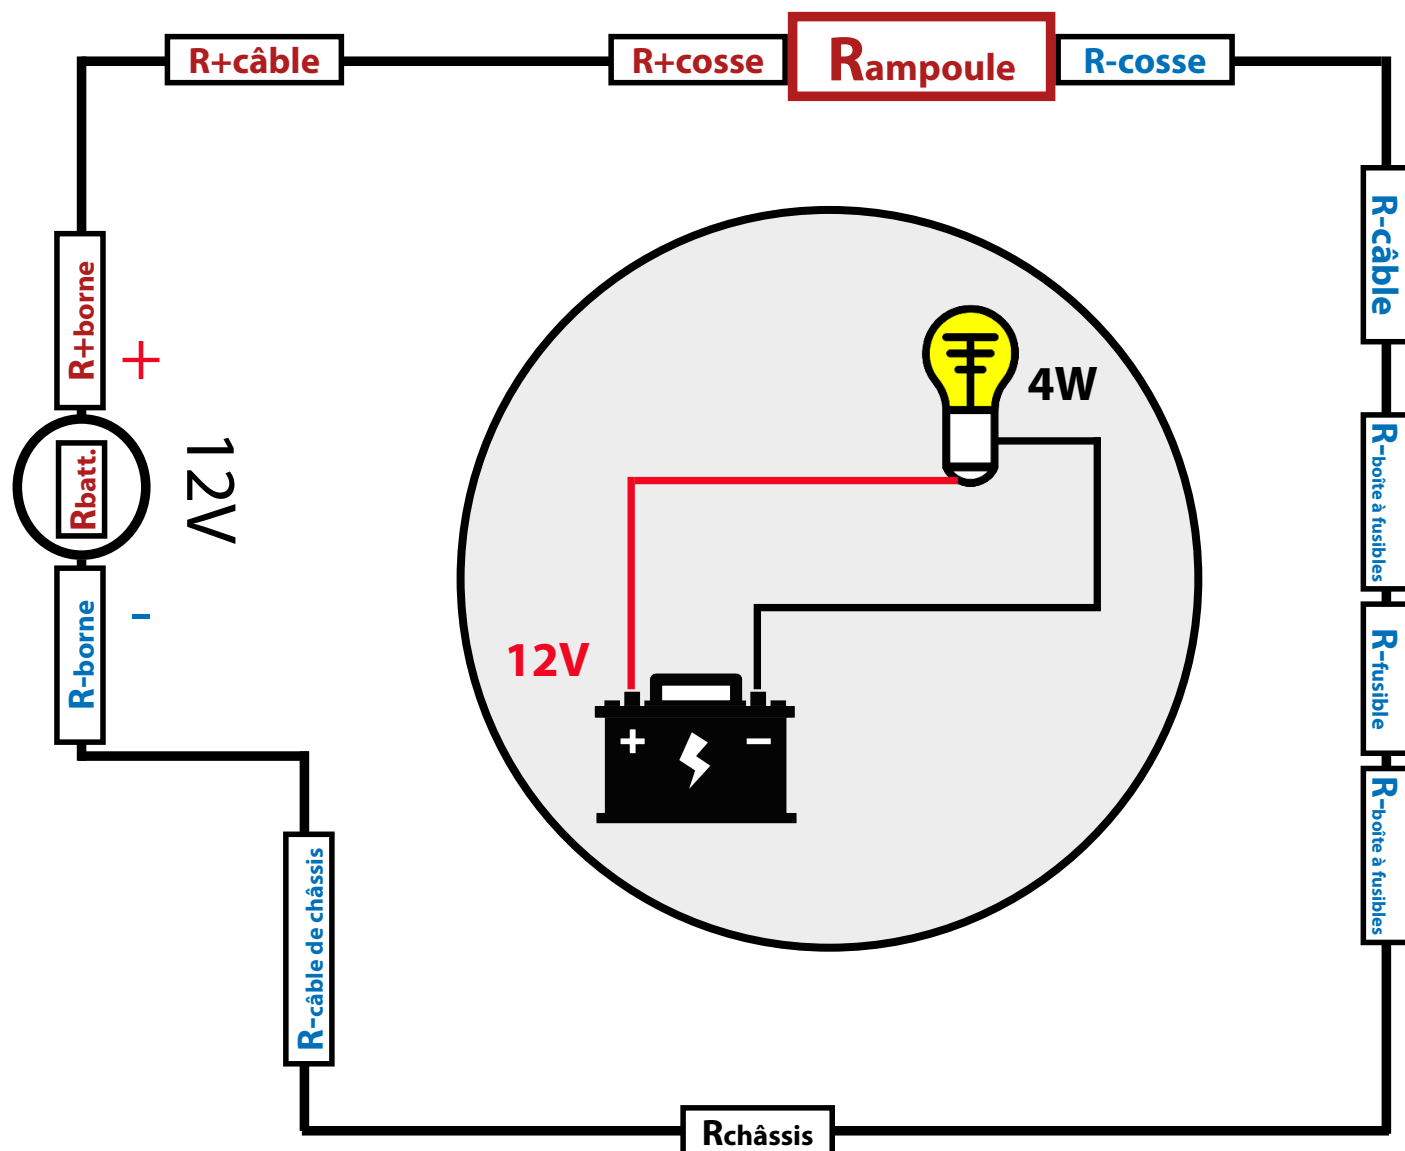 R+câble
R+cosse
Rampoule
R-cosse
R-câble
R+borne
+
12V
Rbatt.
-
R-borne
4W
12V
+ −
R-boîte à fusibles
R-fusible
R-boîte à fusibles
R-câble de châssis
Rchâssis